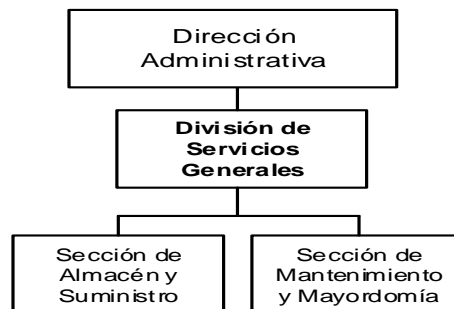 Dirección
Administrativa
División de
Servicios
Generales
Sección de
Almacén y
Suministro
Sección de
Mantenimiento
y Mayordomía